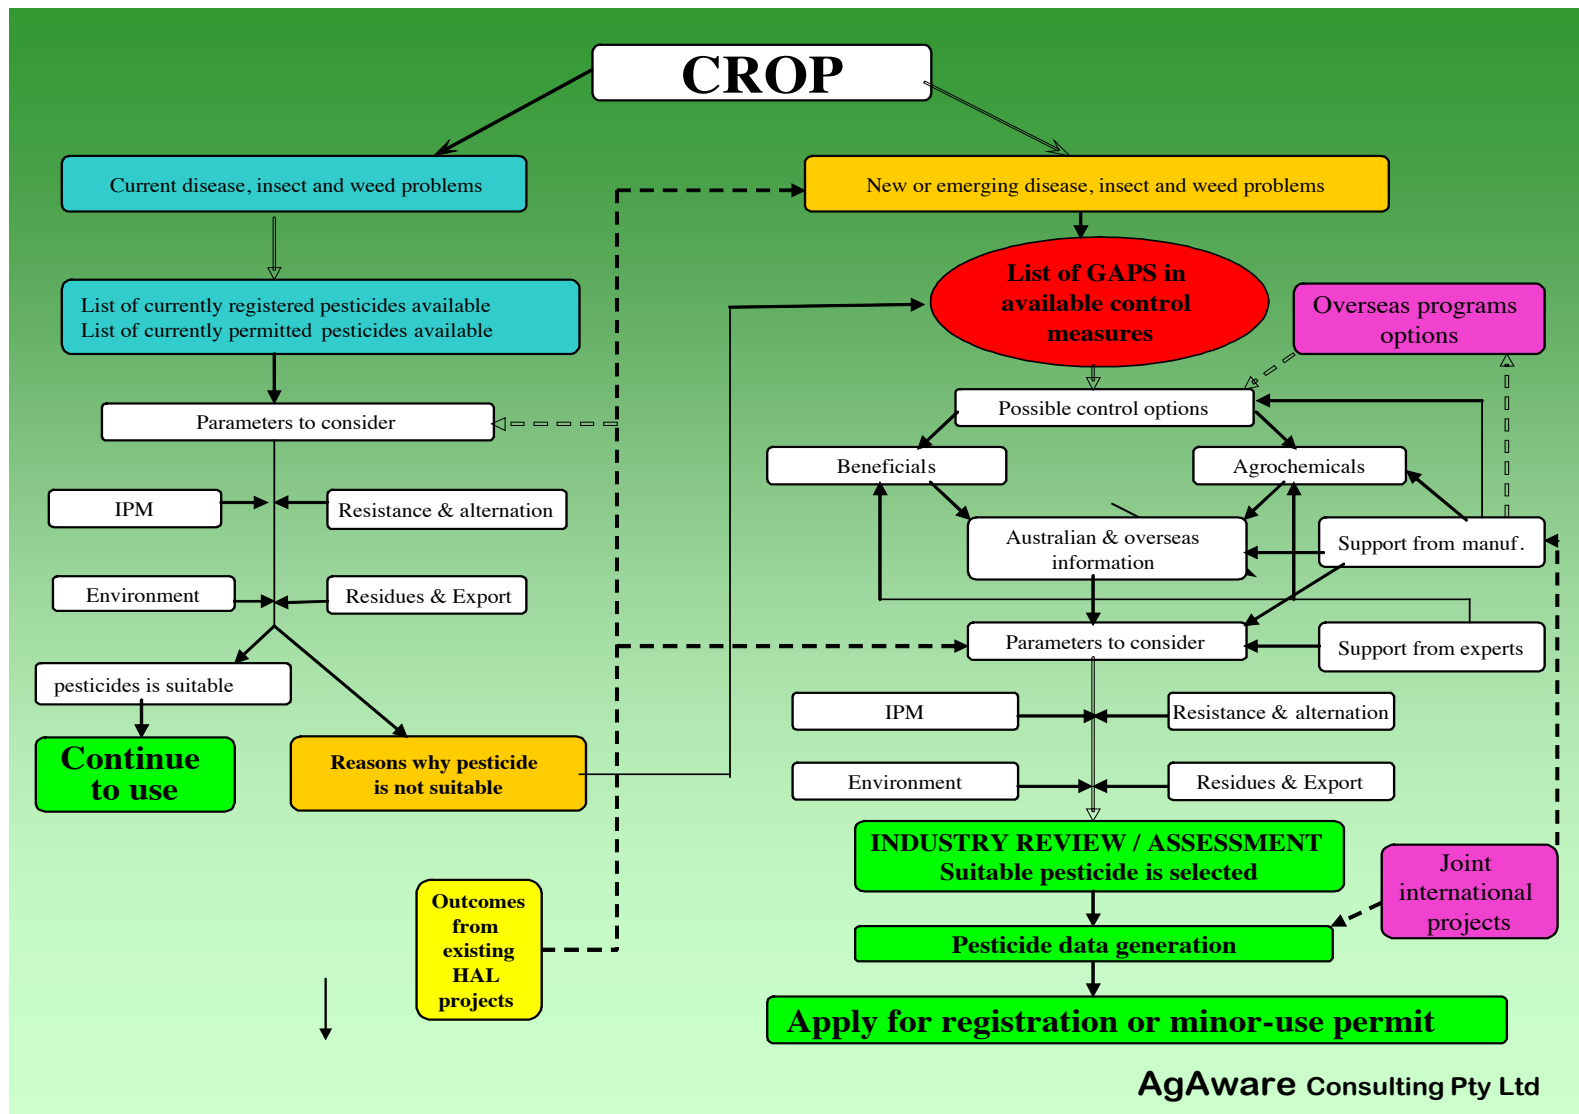 CROP
Current disease, insect and weed problems
New or emerging disease, insect and weed problems
List of currently registered pesticides available
List of currently permitted pesticides available
List of GAPS in
available control
measures
Overseas programs
options
Parameters to consider
Possible control options
Beneficials
Agrochemicals
IPM
Resistance & alternation
Australian & overseas
information
Support from manuf.
Environment
Residues & Export
Parameters to consider
Support from experts
pesticides is suitable
IPM
Resistance & alternation
Continue
to use
Reasons why pesticide
is not suitable
Environment
Residues & Export
INDUSTRY REVIEW / ASSESSMENT
Suitable pesticide is selected
Joint
international
projects
Outcomes
from
existing
HAL
projects
Pesticide data generation
Apply for registration or minor-use permit
AgAware Consulting Pty Ltd